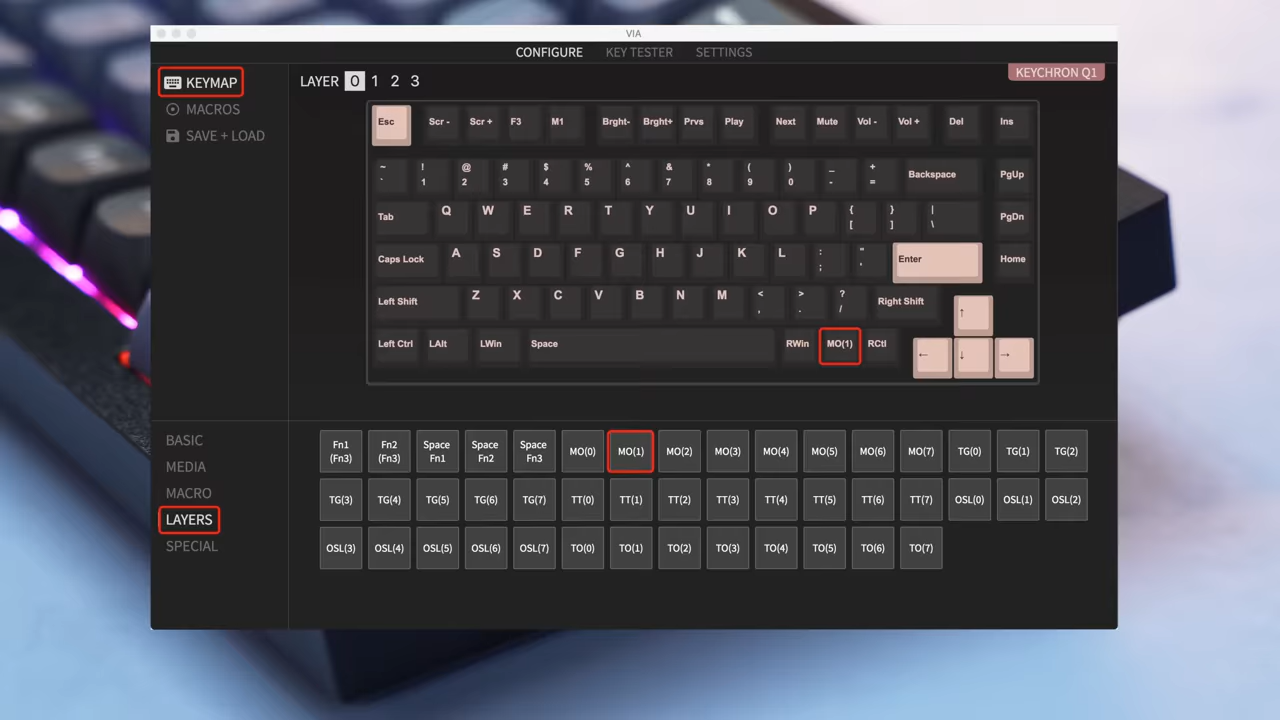 VIA
CONFIGURE KEY TESTER SETTINGS
KEYMAP
MACROS
SAVE + LOAD
LAYER 0 1 2 3
KEYCHRON Q1
Esc Scr - Scr + F3 M1 Brght- Brght+ Prvs Play Next Mute Vol - Vol + Del Ins
~ ! @ # $ % ^ & * ( ) _ + Backspace PgUp
` 1 2 3 4 5 6 7 8 9 0 - =
Tab Q W E R T Y U I O P { } | PgDn
[ ] \
Caps Lock A S D F G H J K L : " Enter Home
; '
Left Shift Z X C V B N M < > ? Right Shift ↑
, . /
Left Ctrl LAlt LWin Space RWin MO(1) RCtl ← ↓ →
BASIC
MEDIA
MACRO
LAYERS
SPECIAL
Fn1 Fn2 Space Space Space MO(0) MO(1) MO(2) MO(3) MO(4) MO(5) MO(6) MO(7) TG(0) TG(1) TG(2)
(Fn3) (Fn3) Fn1 Fn2 Fn3
TG(3) TG(4) TG(5) TG(6) TG(7) TT(0) TT(1) TT(2) TT(3) TT(4) TT(5) TT(6) TT(7) OSL(0) OSL(1) OSL(2)
OSL(3) OSL(4) OSL(5) OSL(6) OSL(7) TO(0) TO(1) TO(2) TO(3) TO(4) TO(5) TO(6) TO(7)